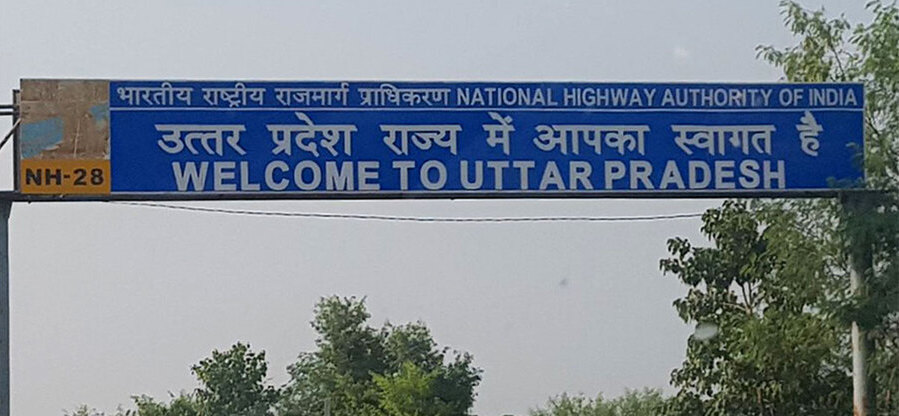 भारतीय राष्ट्रीय राजमार्ग प्राधिकरण NATIONAL HIGHWAY AUTHORITY OF INDIA
उत्तर प्रदेश राज्य में आपका स्वागत है
WELCOME TO UTTAR PRADESH
NH-28